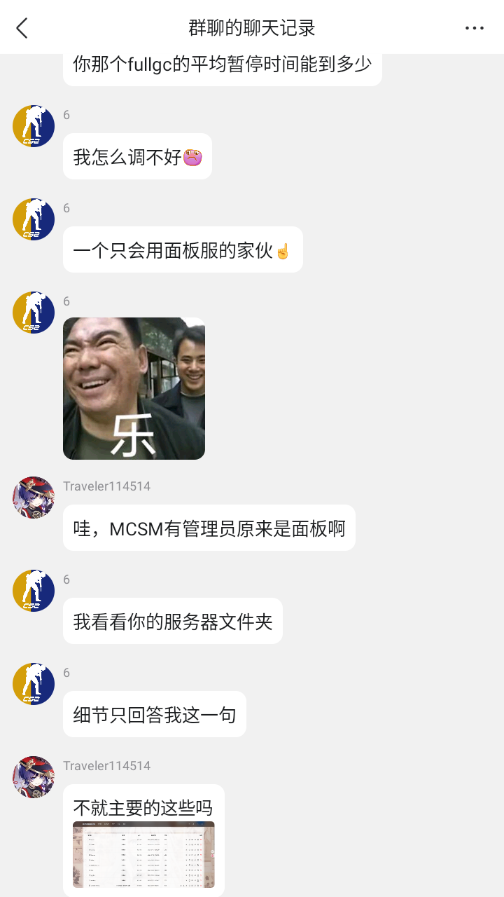 群聊的聊天记录
你那个fullgc的平均暂停时间能到多少
6
我怎么调不好
6
一个只会用面板服的家伙
6
乐
Traveler114514
哇，MCSM有管理员原来是面板啊
6
我看看你的服务器文件夹
6
细节只回答我这一句
Traveler114514
不就主要的这些吗